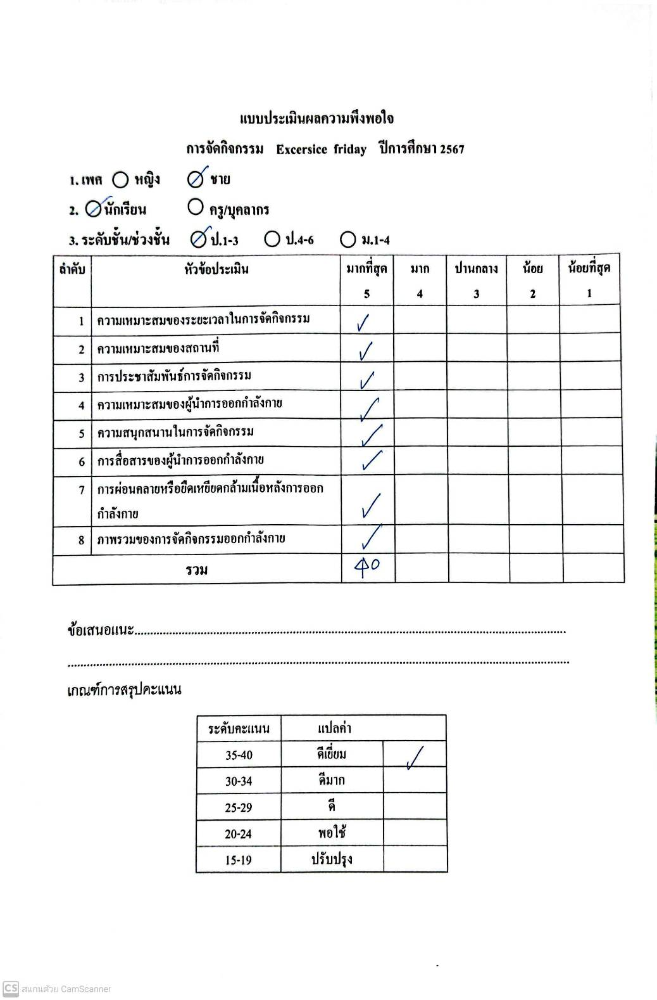 แบบประเมินผลความพึงพอใจ
การจัดกิจกรรม Excersice friday ปีการศึกษา 2567
1. เพศ หญิง ชาย
2. นักเรียน ครู/บุคลากร
3. ระดับชั้น/ช่วงชั้น ป.1-3 ป.4-6 ม.1-4
ลำดับ หัวข้อประเมิน มากที่สุด มาก ปานกลาง น้อย น้อยที่สุด
5 4 3 2 1
1 ความเหมาะสมของระยะเวลาในการจัดกิจกรรม ✓
2 ความเหมาะสมของสถานที่ ✓
3 การประชาสัมพันธ์การจัดกิจกรรม ✓
4 ความเหมาะสมของผู้นำการออกกำลังกาย ✓
5 ความสนุกสนานในการจัดกิจกรรม ✓
6 การสื่อสารของผู้นำการออกกำลังกาย ✓
7 การผ่อนคลายหรือยืดเหยียดกล้ามเนื้อหลังการออก
กำลังกาย ✓
8 ภาพรวมของการจัดกิจกรรมออกกำลังกาย ✓
รวม 40
ข้อเสนอแนะ
เกณฑ์การสรุปคะแนน
ระดับคะแนน แปลค่า
35-40 ดีเยี่ยม ✓
30-34 ดีมาก
25-29 ดี
20-24 พอใช้
15-19 ปรับปรุง
CS สแกนด้วย CamScanner